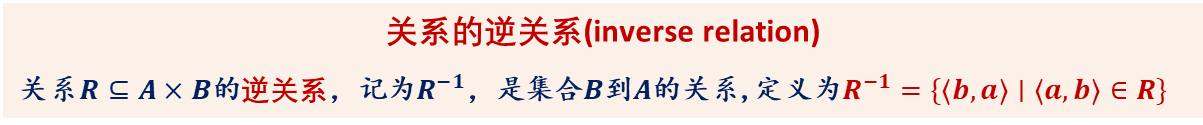 关系的逆关系(inverse relation)
关系R ⊆ A × B的逆关系，记为R⁻¹，是集合B到A的关系,定义为R⁻¹ = {⟨b, a⟩ | ⟨a, b⟩ ∈ R}